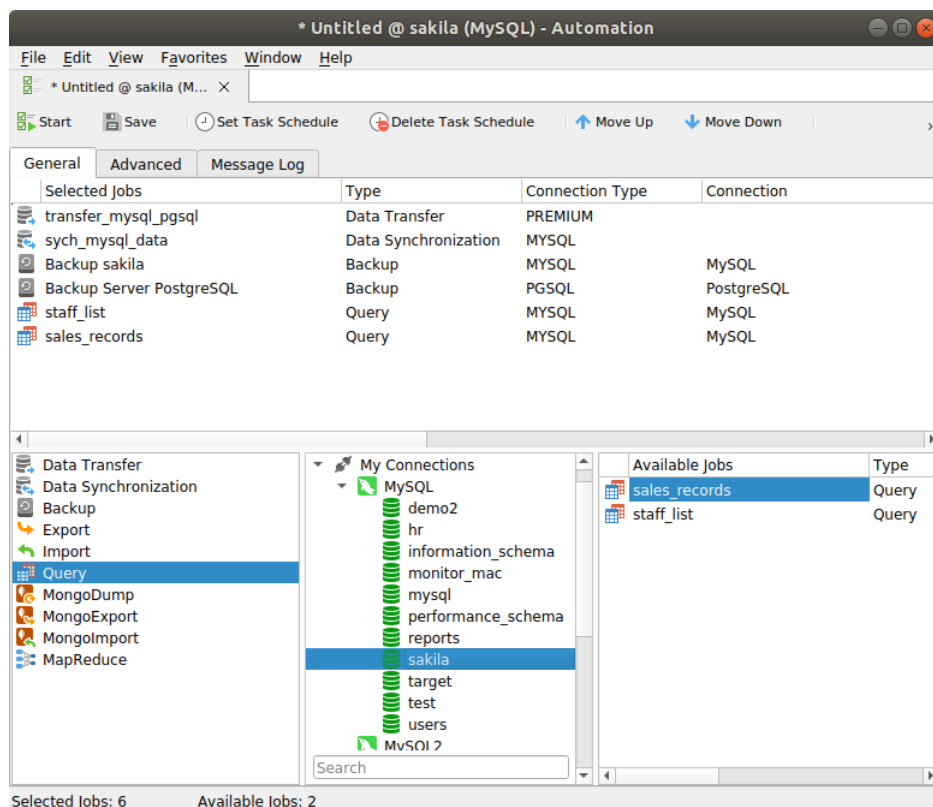 * Untitled @ sakila (MySQL) - Automation
File Edit View Favorites Window Help
* Untitled @ sakila (M... ×
Start Save Set Task Schedule Delete Task Schedule Move Up Move Down
General Advanced Message Log
Selected Jobs Type Connection Type Connection
transfer_mysql_pgsql Data Transfer PREMIUM
sych_mysql_data Data Synchronization MYSQL
Backup sakila Backup MYSQL MySQL
Backup Server PostgreSQL Backup PGSQL PostgreSQL
staff_list Query MYSQL MySQL
sales_records Query MYSQL MySQL
Data Transfer
Data Synchronization
Backup
Export
Import
Query
MongoDump
MongoExport
MongoImport
MapReduce
My Connections
MySQL
demo2
hr
information_schema
monitor_mac
mysql
performance_schema
reports
sakila
target
test
users
MySQL2
Search
Available Jobs Type
sales_records Query
staff_list Query
Selected Jobs: 6 Available Jobs: 2